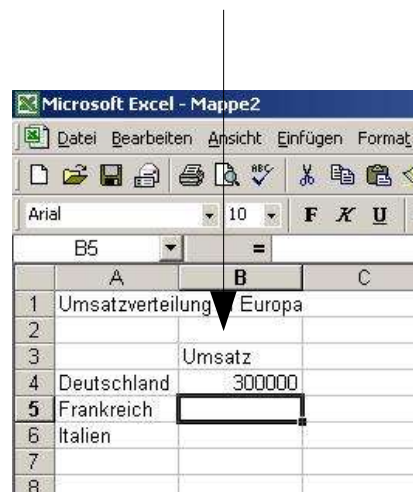 Microsoft Excel - Mappe2
Datei Bearbeiten Ansicht Einfügen Format
ABC
Arial 10 F K U
B5 =
A B C
1 Umsatzverteilung Europa
2
3 Umsatz
4 Deutschland 300000
5 Frankreich
6 Italien
7
8